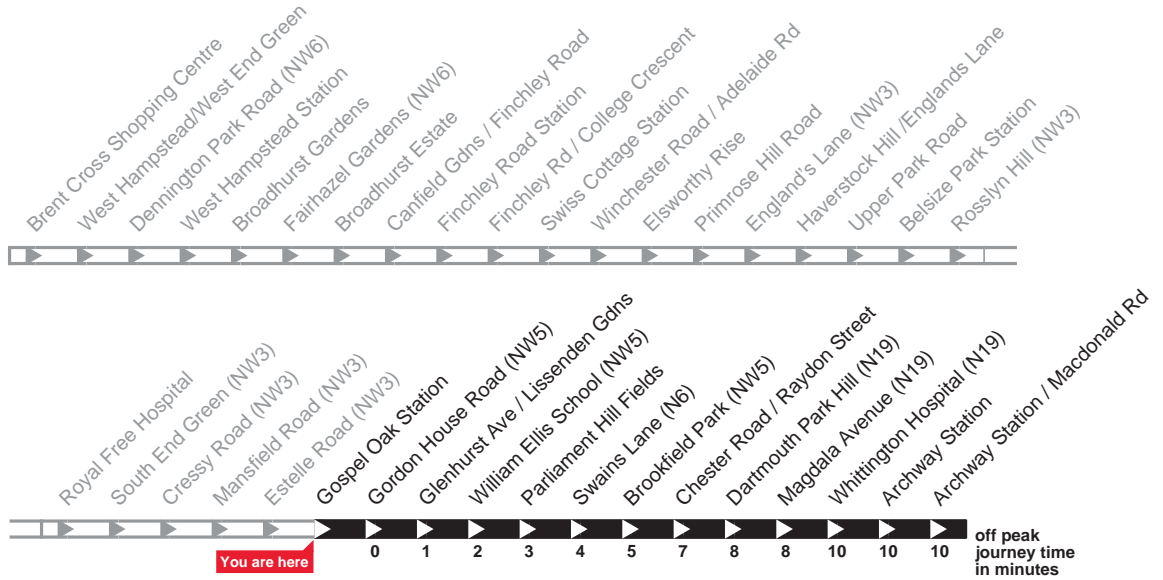 Brent Cross Shopping Centre
West Hampstead/West End Green
Dennington Park Road (NW6)
West Hampstead Station
Broadhurst Gardens
Fairhazel Gardens (NW6)
Broadhurst Estate
Canfield Gdns / Finchley Road
Finchley Road Station
Finchley Rd / College Crescent
Swiss Cottage Station
Winchester Road / Adelaide Rd
Elsworthy Rise
Primrose Hill Road
England's Lane (NW3)
Haverstock Hill /Englands Lane
Upper Park Road
Belsize Park Station
Rosslyn Hill (NW3)
Royal Free Hospital
South End Green (NW3)
Cressy Road (NW3)
Mansfield Road (NW3)
Estelle Road (NW3)
Gospel Oak Station
Gordon House Road (NW5)
Glenhurst Ave / Lissenden Gdns
William Ellis School (NW5)
Parliament Hill Fields
Swains Lane (N6)
Brookfield Park (NW5)
Chester Road / Raydon Street
Dartmouth Park Hill (N19)
Magdala Avenue (N19)
Whittington Hospital (N19)
Archway Station
Archway Station / Macdonald Rd
You are here
0 1 2 3 4 5 7 8 8 10 10 10
off peak
journey time
in minutes